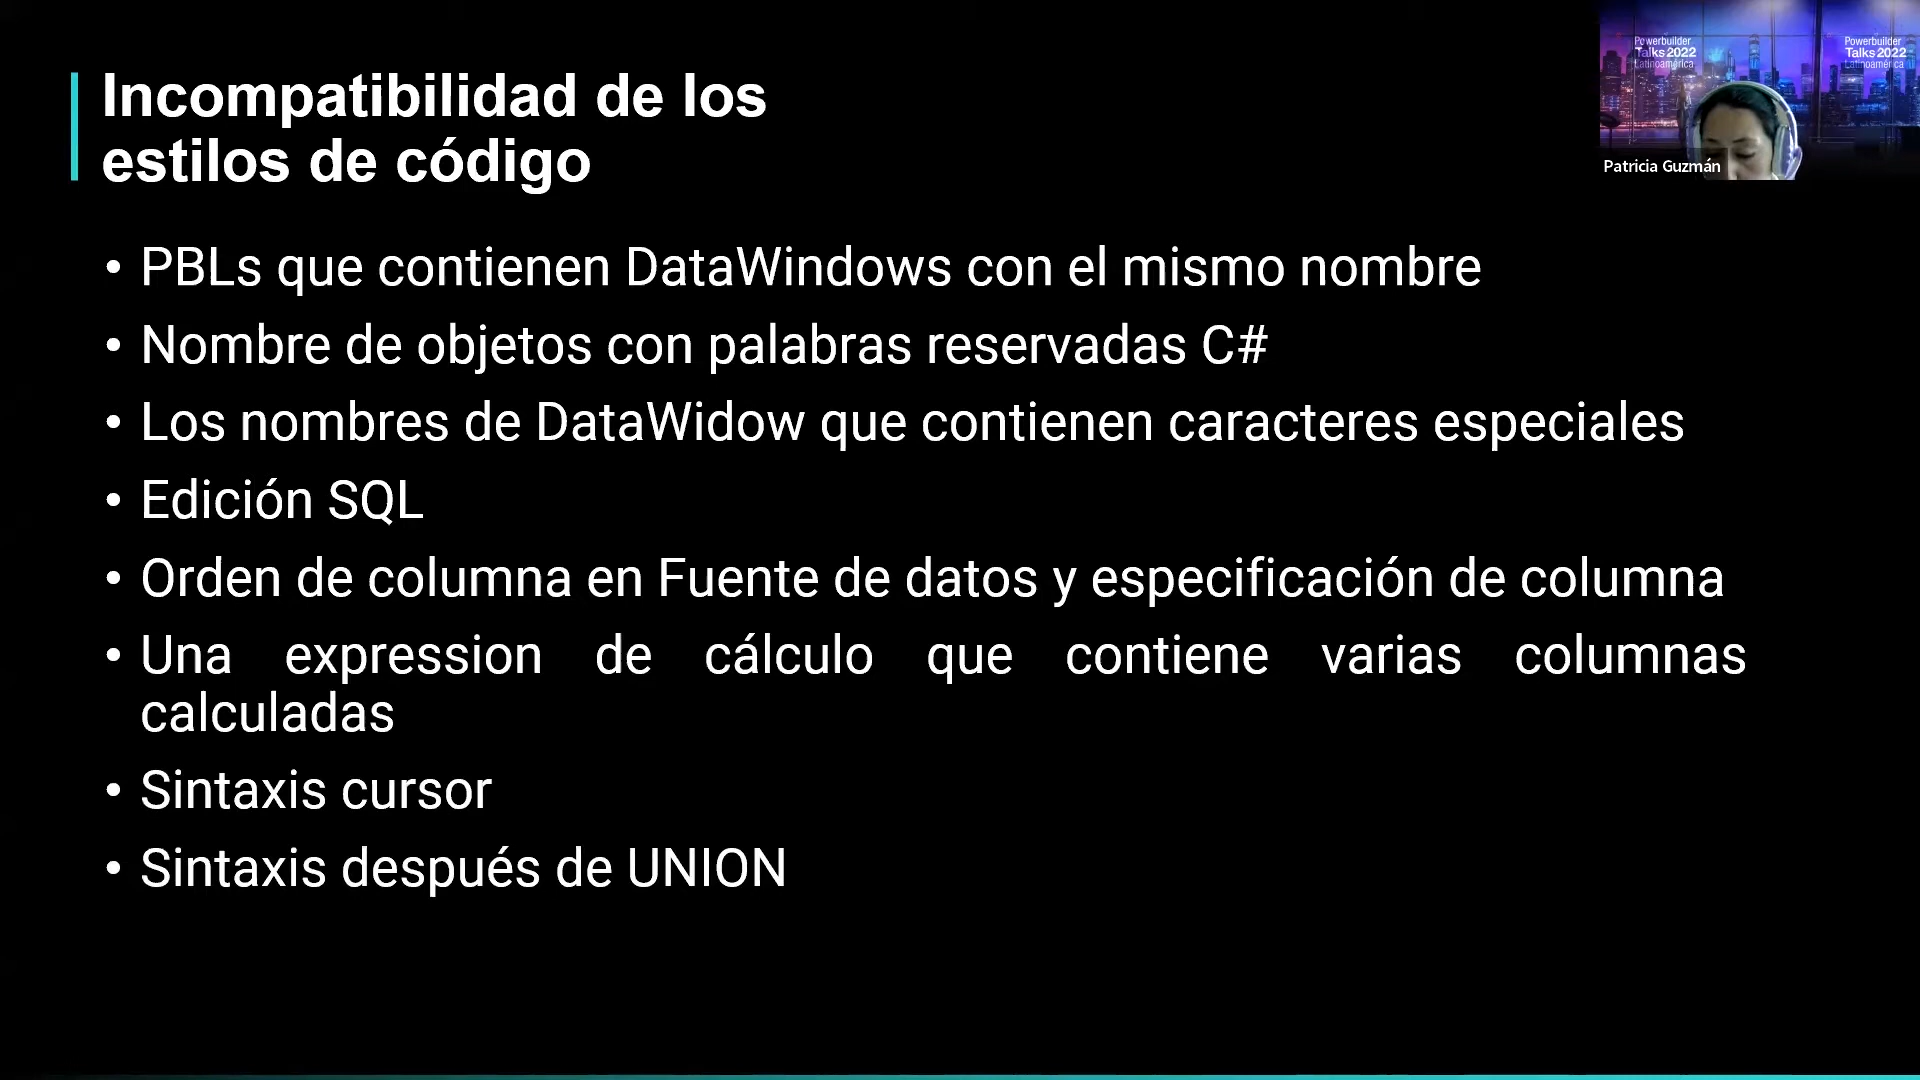 Incompatibilidad de los
estilos de código
• PBLs que contienen DataWindows con el mismo nombre
• Nombre de objetos con palabras reservadas C#
• Los nombres de DataWidow que contienen caracteres especiales
• Edición SQL
• Orden de columna en Fuente de datos y especificación de columna
• Una expression de cálculo que contiene varias columnas
calculadas
• Sintaxis cursor
• Sintaxis después de UNION
Powerbuilder
Talks 2022
Latinoamérica
Powerbuilder
Talks 2022
Latinoamérica
Patricia Guzmán